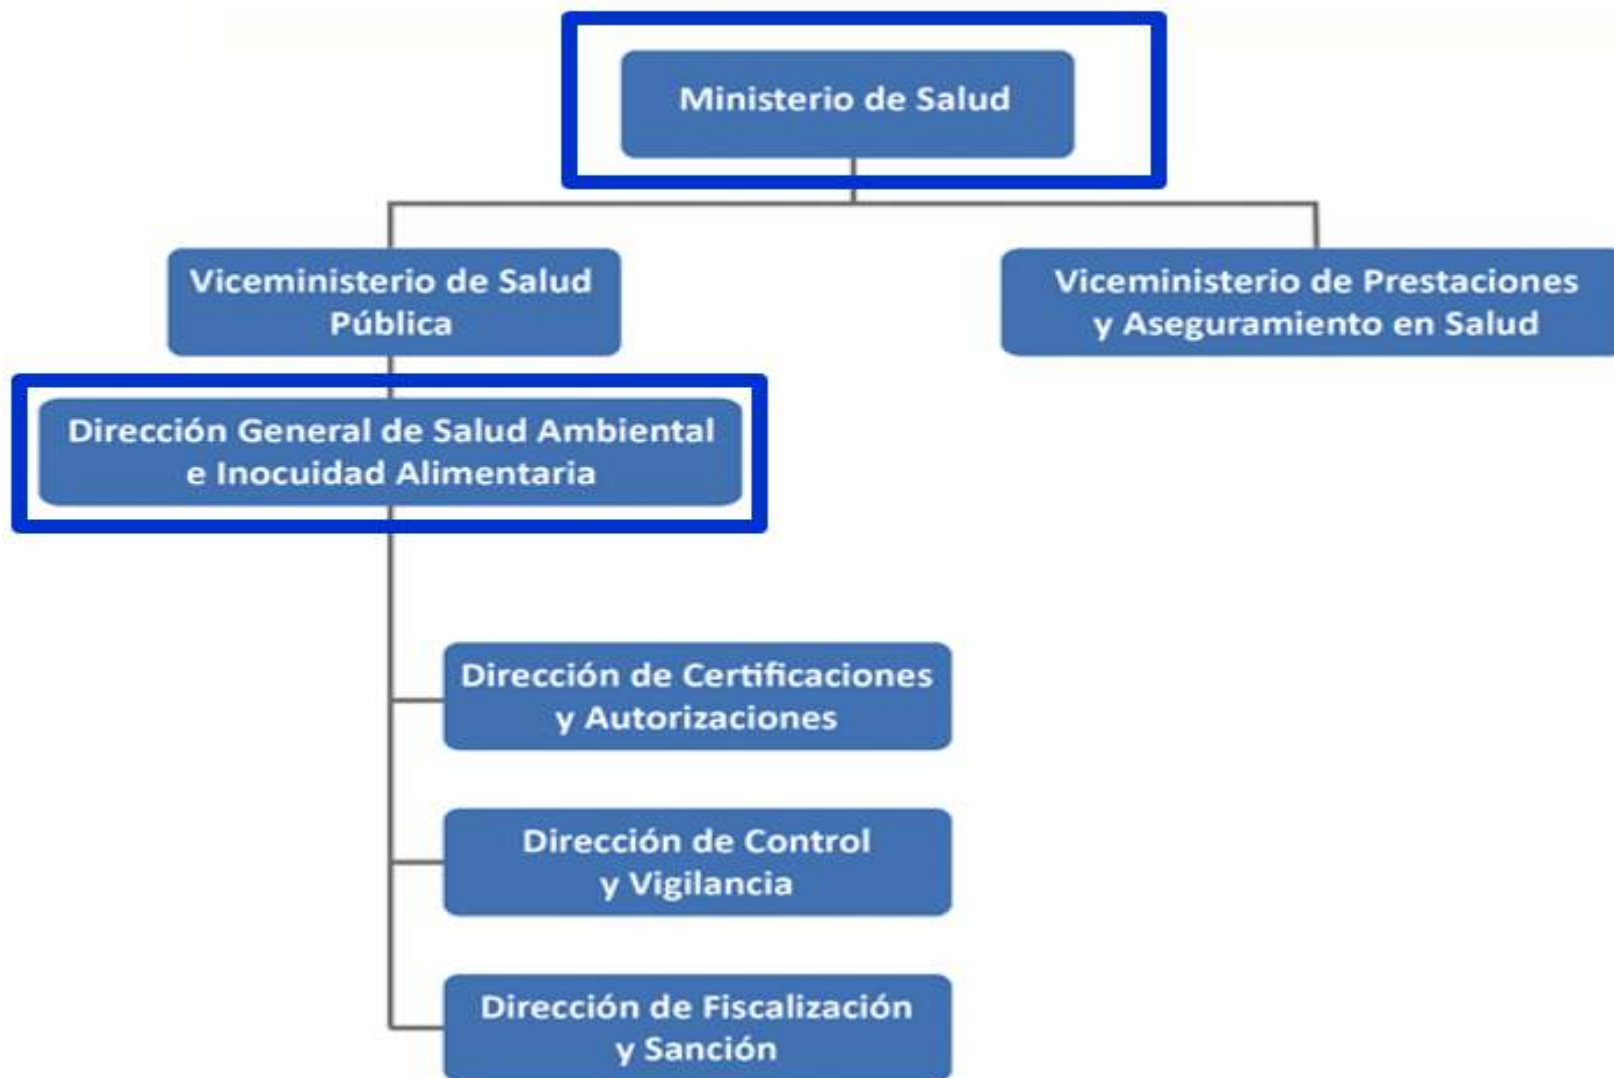 Ministerio de Salud
Viceministerio de Salud
Pública
Viceministerio de Prestaciones
y Aseguramiento en Salud
Dirección General de Salud Ambiental
e Inocuidad Alimentaria
Dirección de Certificaciones
y Autorizaciones
Dirección de Control
y Vigilancia
Dirección de Fiscalización
y Sanción